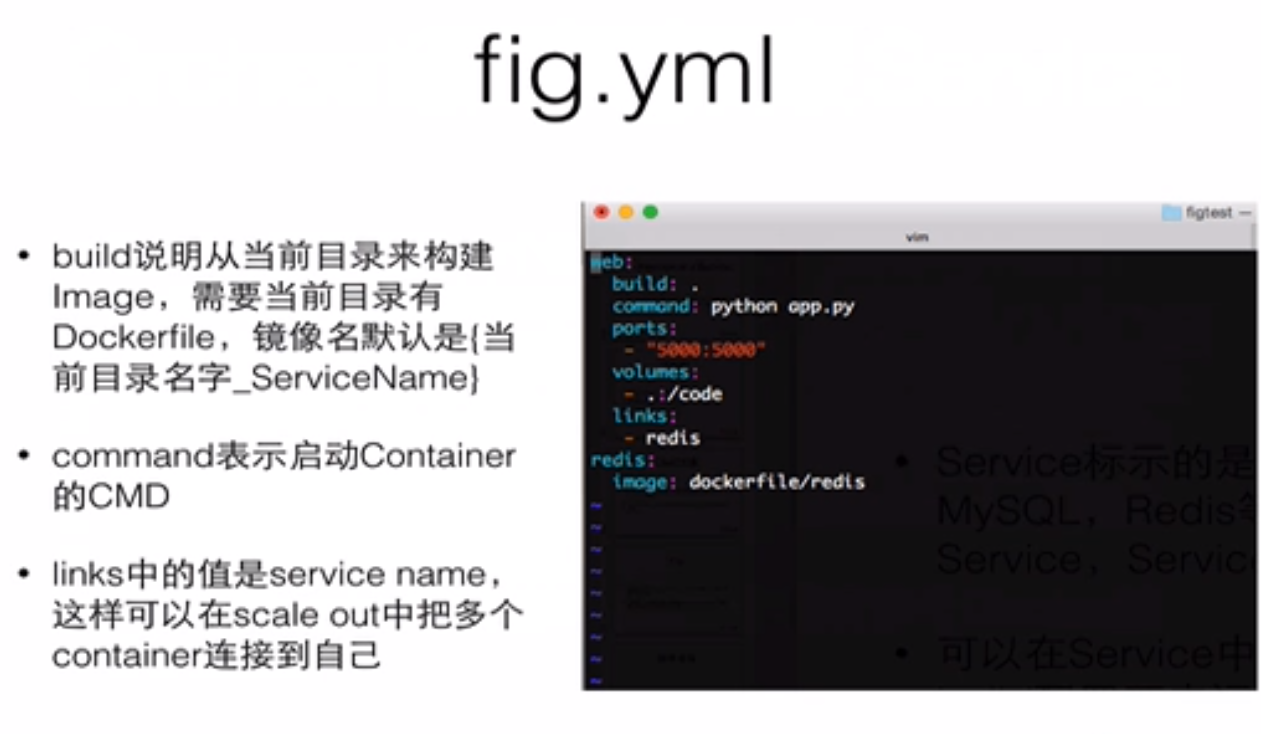 fig.yml
• build说明从当前目录来构建
Image，需要当前目录有
Dockerfile，镜像名默认是{当
前目录名字_ServiceName}
• command表示启动Container
的CMD
• links中的值是service name，
这样可以在scale out中把多个
container连接到自己
figtest —
vim
web:
build: .
command: python app.py
ports:
- "5000:5000"
volumes:
- .:/code
links:
- redis
redis:
image: dockerfile/redis
~
~
~
~
~
~
~
~
~
• Service标示的是
MySQL，Redis等
Service，Servic
• 可以在Service中